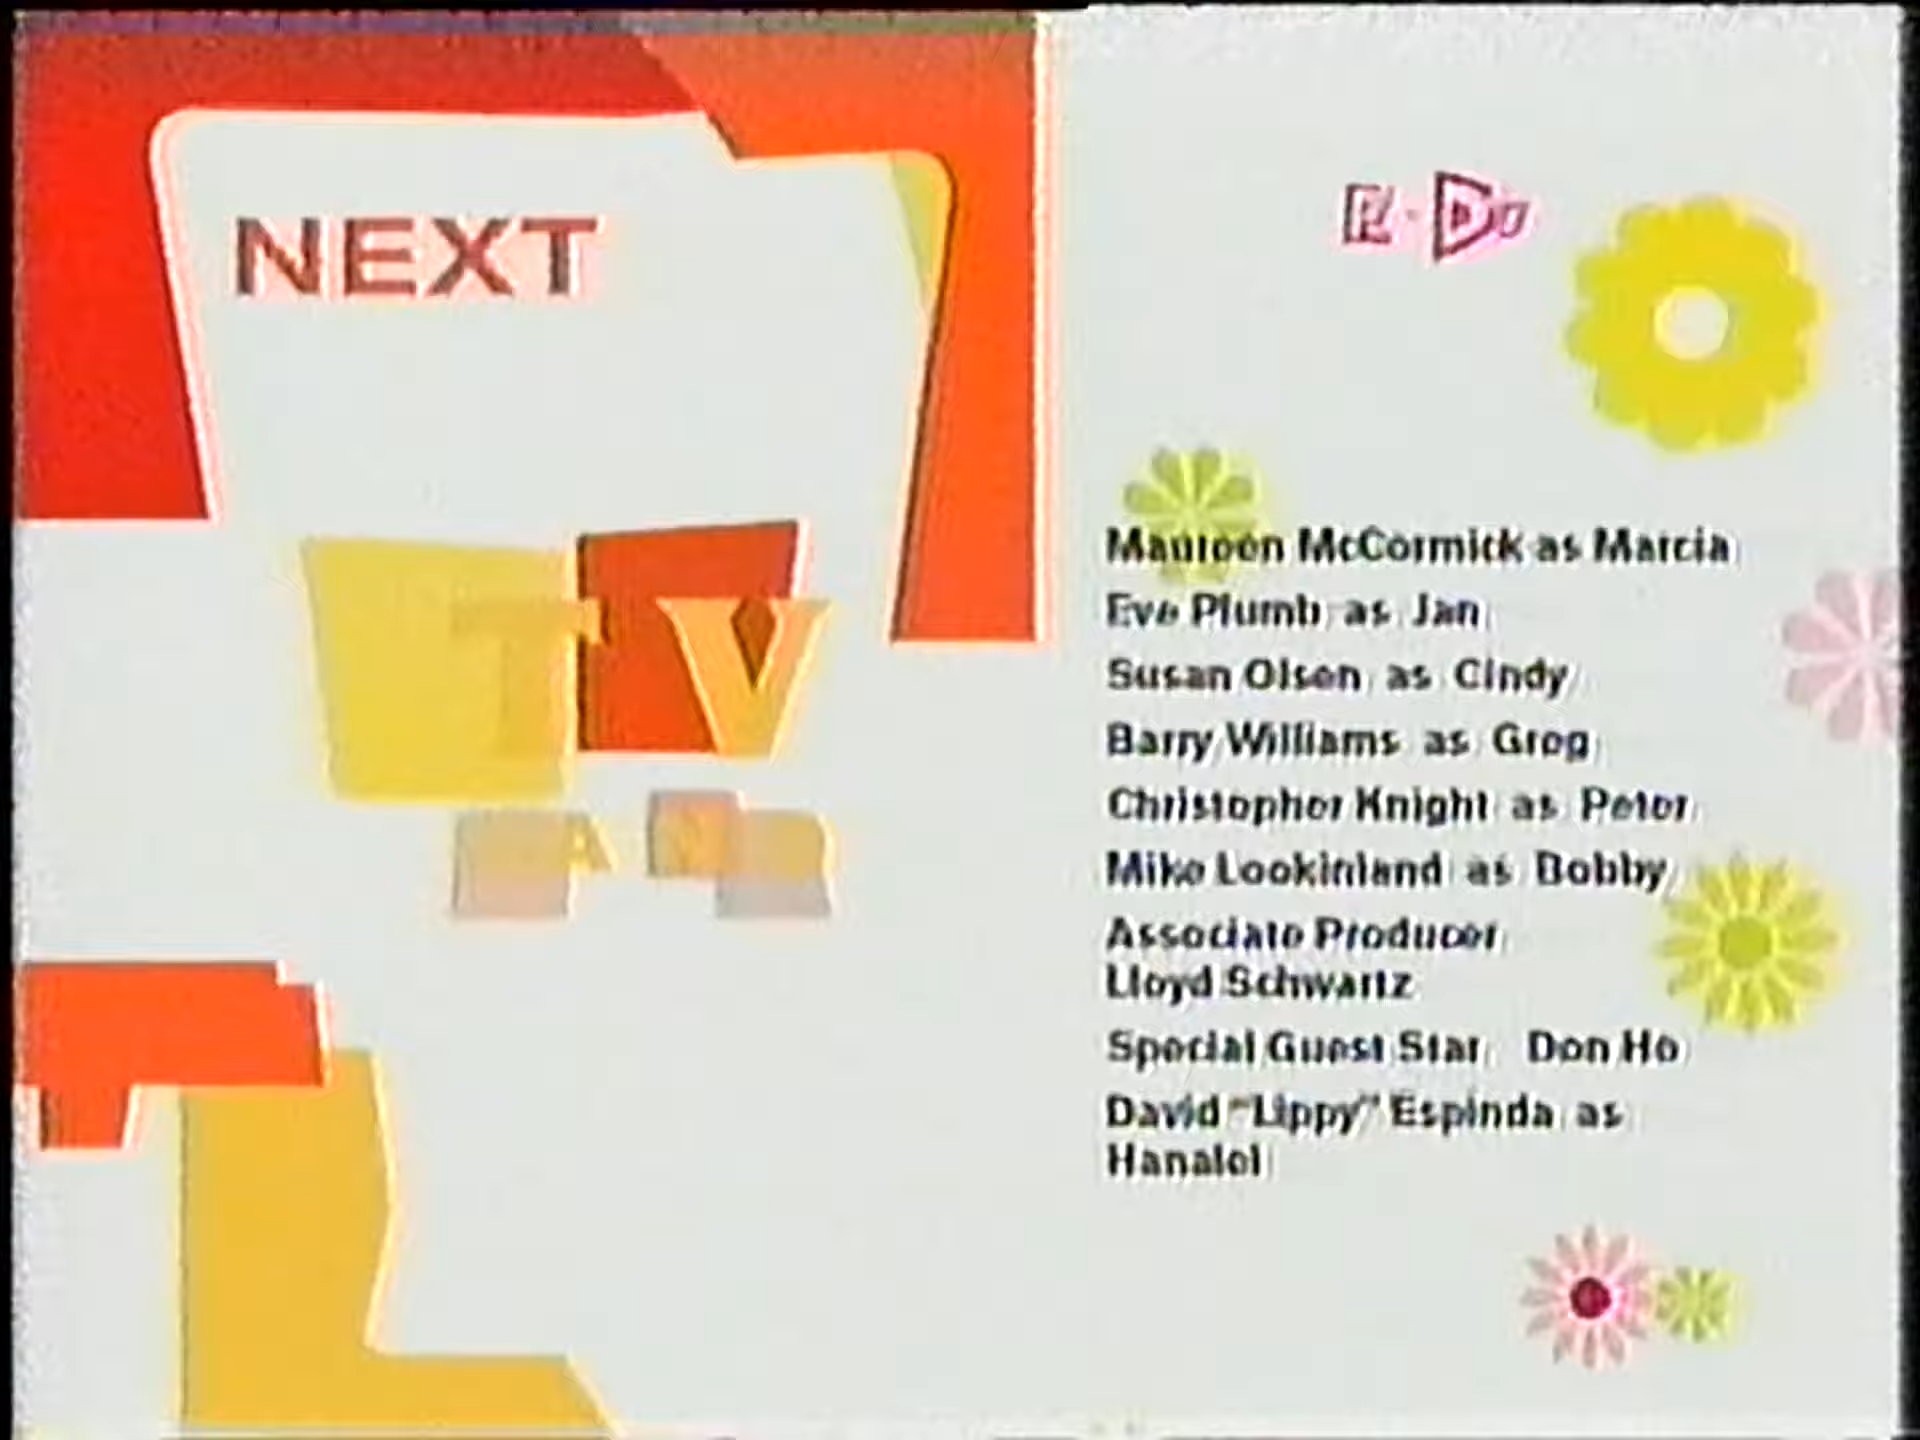 NEXT
TV
LAND
Maureen McCormick as Marcia
Eve Plumb as Jan
Susan Olsen as Cindy
Barry Williams as Greg
Christopher Knight as Peter
Mike Lookinland as Bobby
Associate Producer
Lloyd Schwartz
Special Guest Star Don Ho
David "Lippy" Espinda as
Hanalei